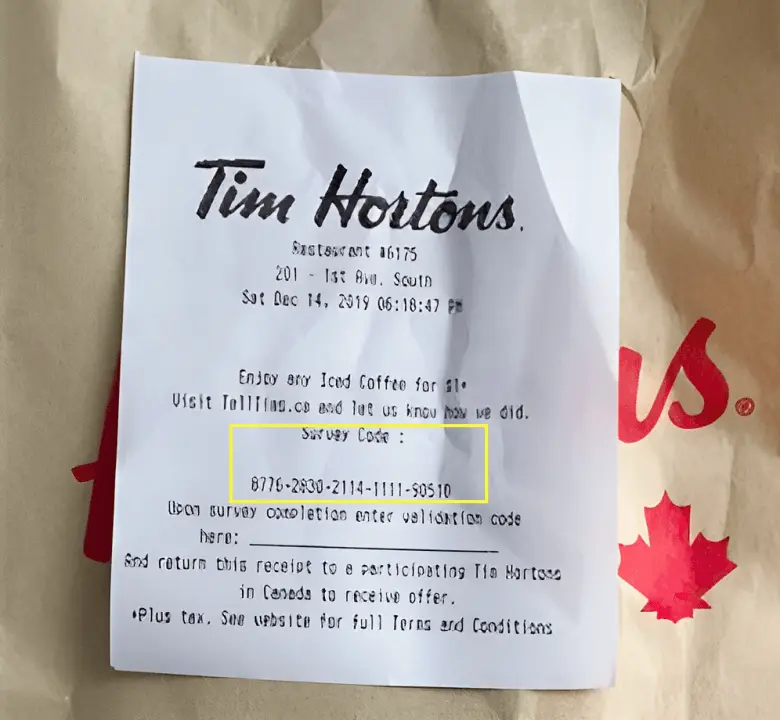 Tim Hortons.
Restaurant #6175
201 - 1st Ave. South
Sat Dec 14, 2019 06:18:47 pm
Enjoy any Iced Coffee for $1*
Visit TellTims.ca and let us know how we did.
Survey Code :
8776-2930-2114-1111-90510
Upon survey completion enter validation code
here:
And return this receipt to a participating Tim Hortons
in Canada to receive offer.
*Plus tax. See website for full Terms and Conditions
ns.®